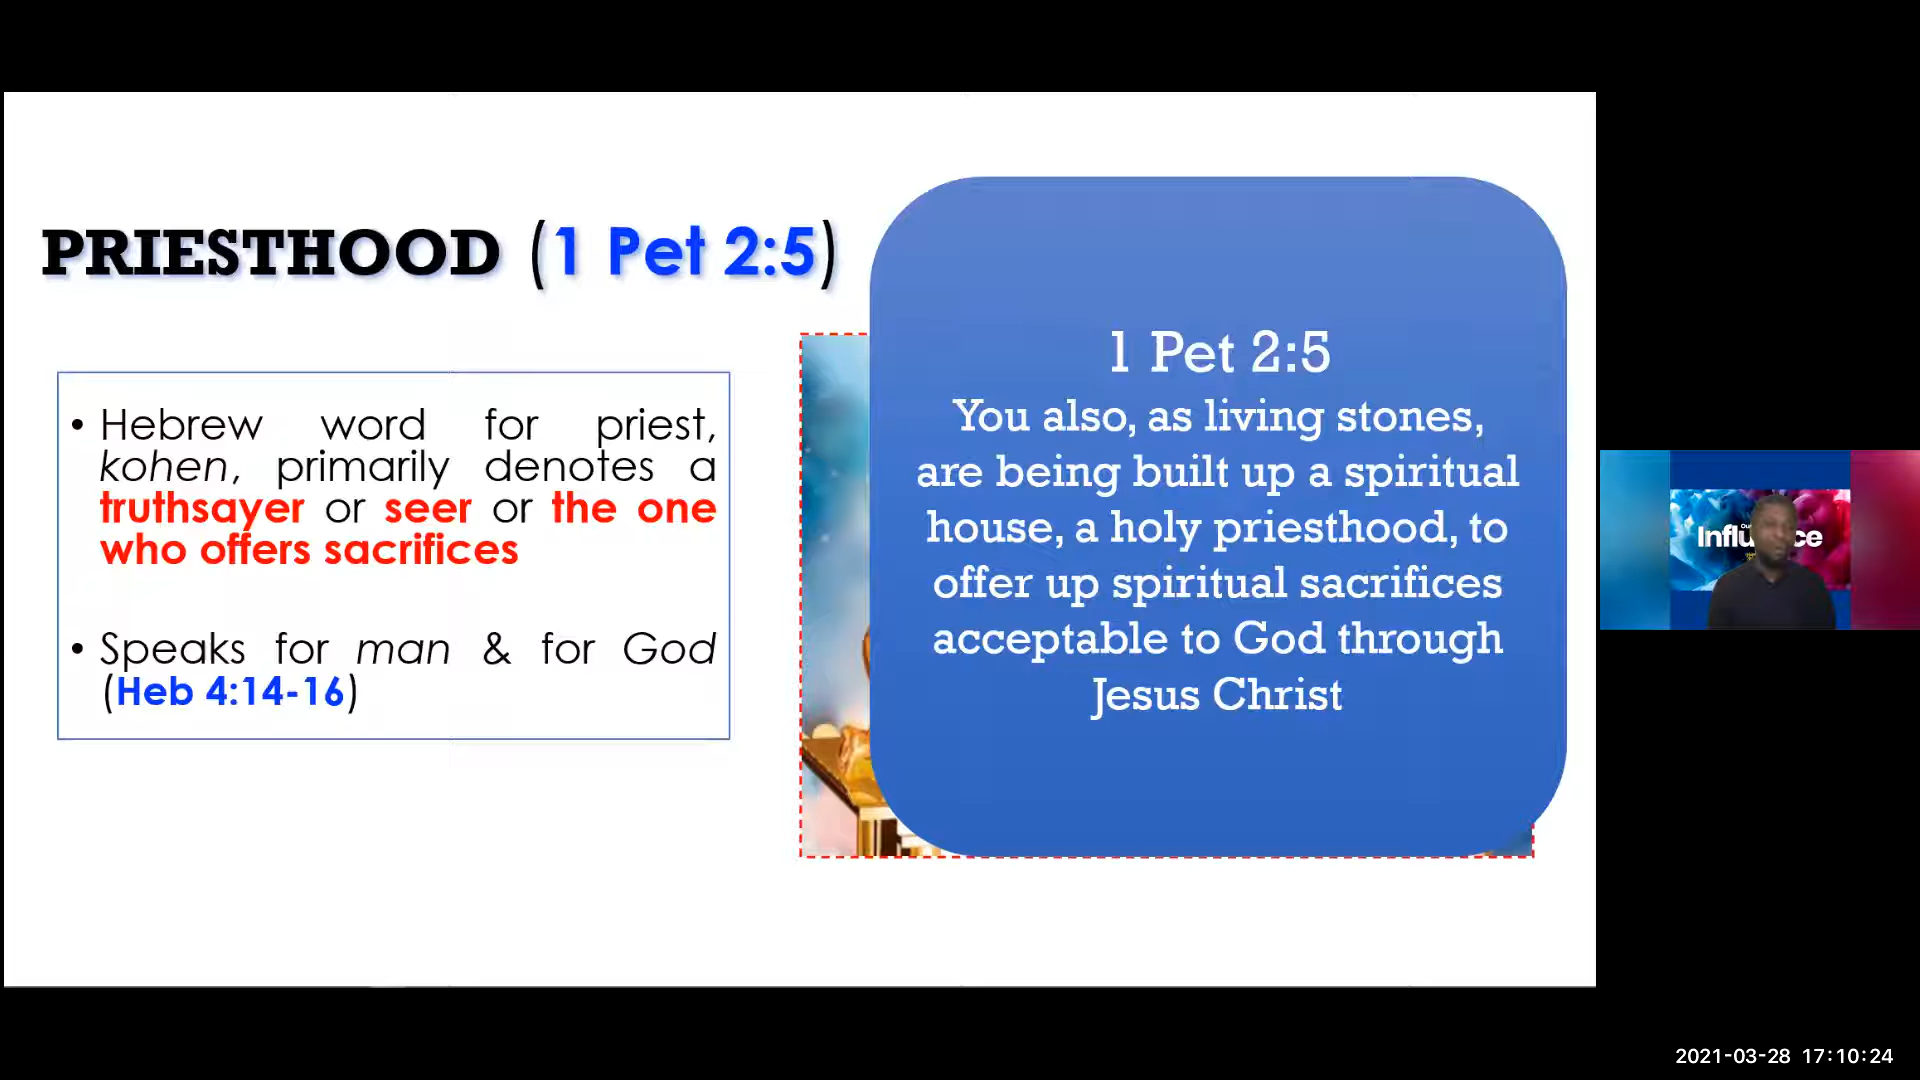 PRIESTHOOD (1 Pet 2:5)
• Hebrew word for priest,
kohen, primarily denotes a
truthsayer or seer or the one
who offers sacrifices
• Speaks for man & for God
(Heb 4:14-16)
1 Pet 2:5
You also, as living stones,
are being built up a spiritual
house, a holy priesthood, to
offer up spiritual sacrifices
acceptable to God through
Jesus Christ
2021-03-28 17:10:24